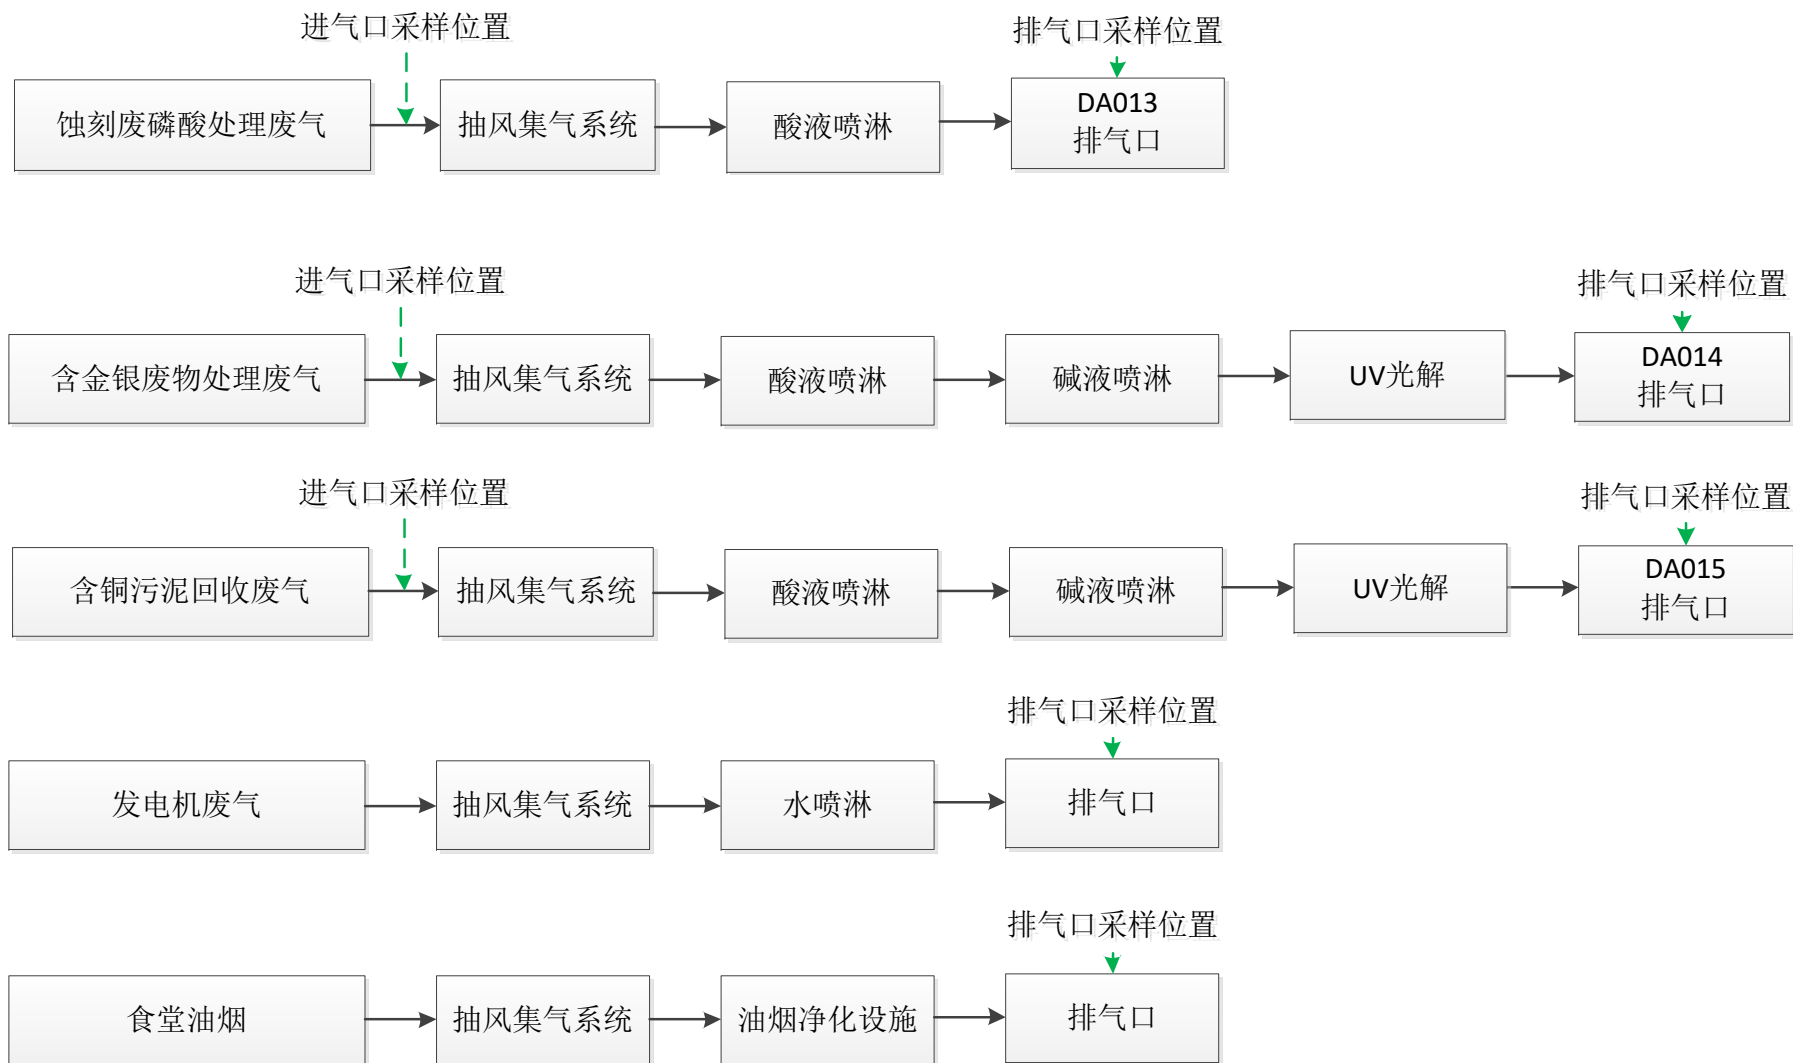 进气口采样位置
排气口采样位置
蚀刻废磷酸处理废气
抽风集气系统
酸液喷淋
DA013
排气口
进气口采样位置
排气口采样位置
含金银废物处理废气
抽风集气系统
酸液喷淋
碱液喷淋
UV光解
DA014
排气口
进气口采样位置
排气口采样位置
含铜污泥回收废气
抽风集气系统
酸液喷淋
碱液喷淋
UV光解
DA015
排气口
排气口采样位置
发电机废气
抽风集气系统
水喷淋
排气口
排气口采样位置
食堂油烟
抽风集气系统
油烟净化设施
排气口